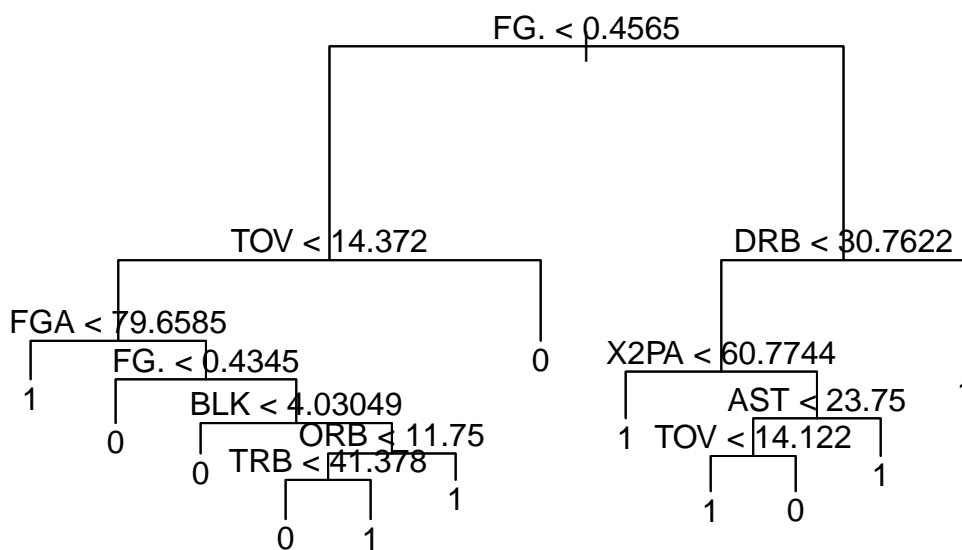 FG. < 0.4565
TOV < 14.372
DRB < 30.7622
FGA < 79.6585
FG. < 0.4345
X2PA < 60.7744
1
0
1
BLK < 4.03049
AST < 23.75
0
1
ORB < 11.75
TOV < 14.122
0
TRB < 41.378
1
1
1
0
0
1